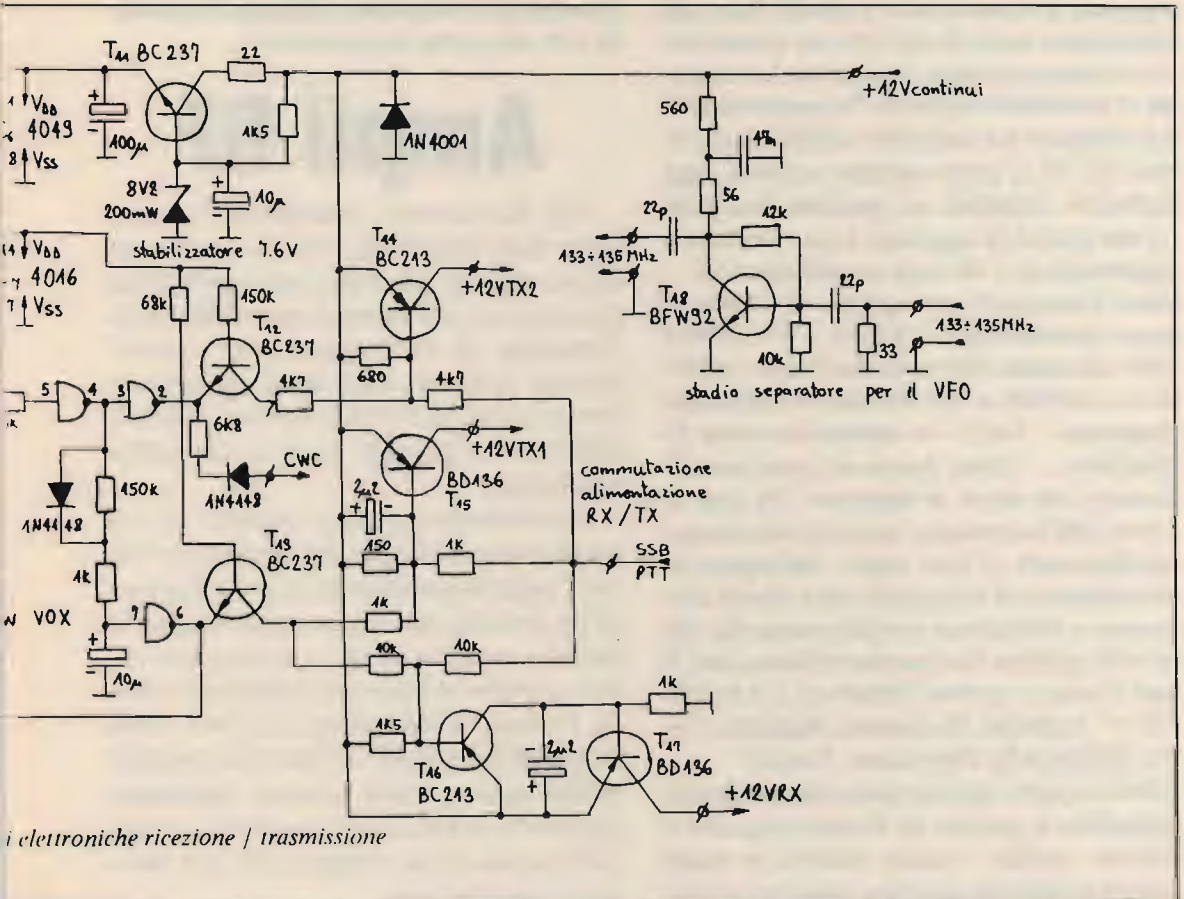 T11 BC237
22
+12Vcontinui
VDD
4049
8 VSS
100µ
1K5
1N4001
560
47n
56
8V2
200mW
10µ
stabilizzatore 7.6V
VDD
4016
7 VSS
68k
150k
T12
BC237
T14
BC213
+12VTX2
22p
12k
133÷135MHz
T18
BFW92
22p
10k
33
133÷135MHz
stadio separatore per il VFO
5
4
3
2
4K7
680
4K7
6K8
1N4148
CWC
+12VTX1
BD136
T15
2µ2
commutazione
alimentazione
RX/TX
150k
1N4148
T13
BC237
150
1K
SSB
PTT
1k
VOX
7
6
1k
10µ
10k
10k
1k
1K5
T16
BC213
2µ2
T17
BD136
+12VRX
i elettroniche ricezione / trasmissione